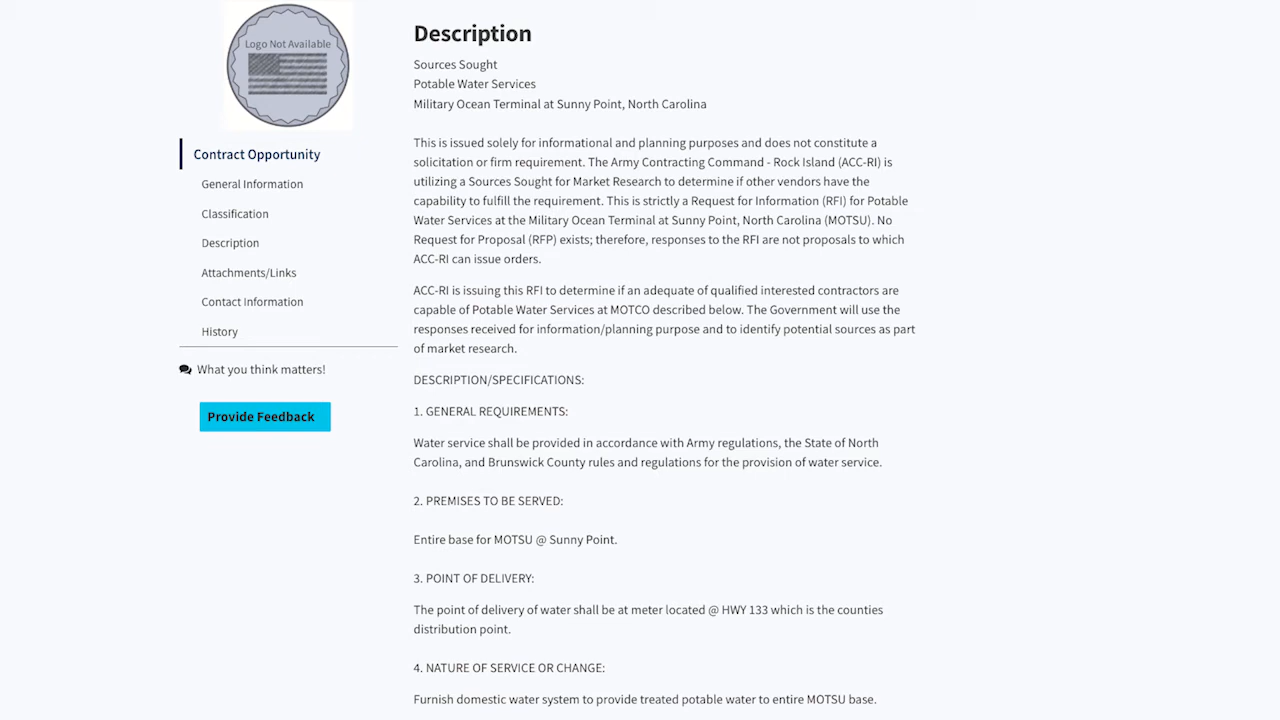 Logo Not Available
Contract Opportunity
General Information
Classification
Description
Attachments/Links
Contact Information
History
What you think matters!
Provide Feedback
Description
Sources Sought
Potable Water Services
Military Ocean Terminal at Sunny Point, North Carolina
This is issued solely for informational and planning purposes and does not constitute a
solicitation or firm requirement. The Army Contracting Command - Rock Island (ACC-RI) is
utilizing a Sources Sought for Market Research to determine if other vendors have the
capability to fulfill the requirement. This is strictly a Request for Information (RFI) for Potable
Water Services at the Military Ocean Terminal at Sunny Point, North Carolina (MOTSU). No
Request for Proposal (RFP) exists; therefore, responses to the RFI are not proposals to which
ACC-RI can issue orders.
ACC-RI is issuing this RFI to determine if an adequate of qualified interested contractors are
capable of Potable Water Services at MOTCO described below. The Government will use the
responses received for information/planning purpose and to identify potential sources as part
of market research.
DESCRIPTION/SPECIFICATIONS:
1. GENERAL REQUIREMENTS:
Water service shall be provided in accordance with Army regulations, the State of North
Carolina, and Brunswick County rules and regulations for the provision of water service.
2. PREMISES TO BE SERVED:
Entire base for MOTSU @ Sunny Point.
3. POINT OF DELIVERY:
The point of delivery of water shall be at meter located @ HWY 133 which is the counties
distribution point.
4. NATURE OF SERVICE OR CHANGE:
Furnish domestic water system to provide treated potable water to entire MOTSU base.